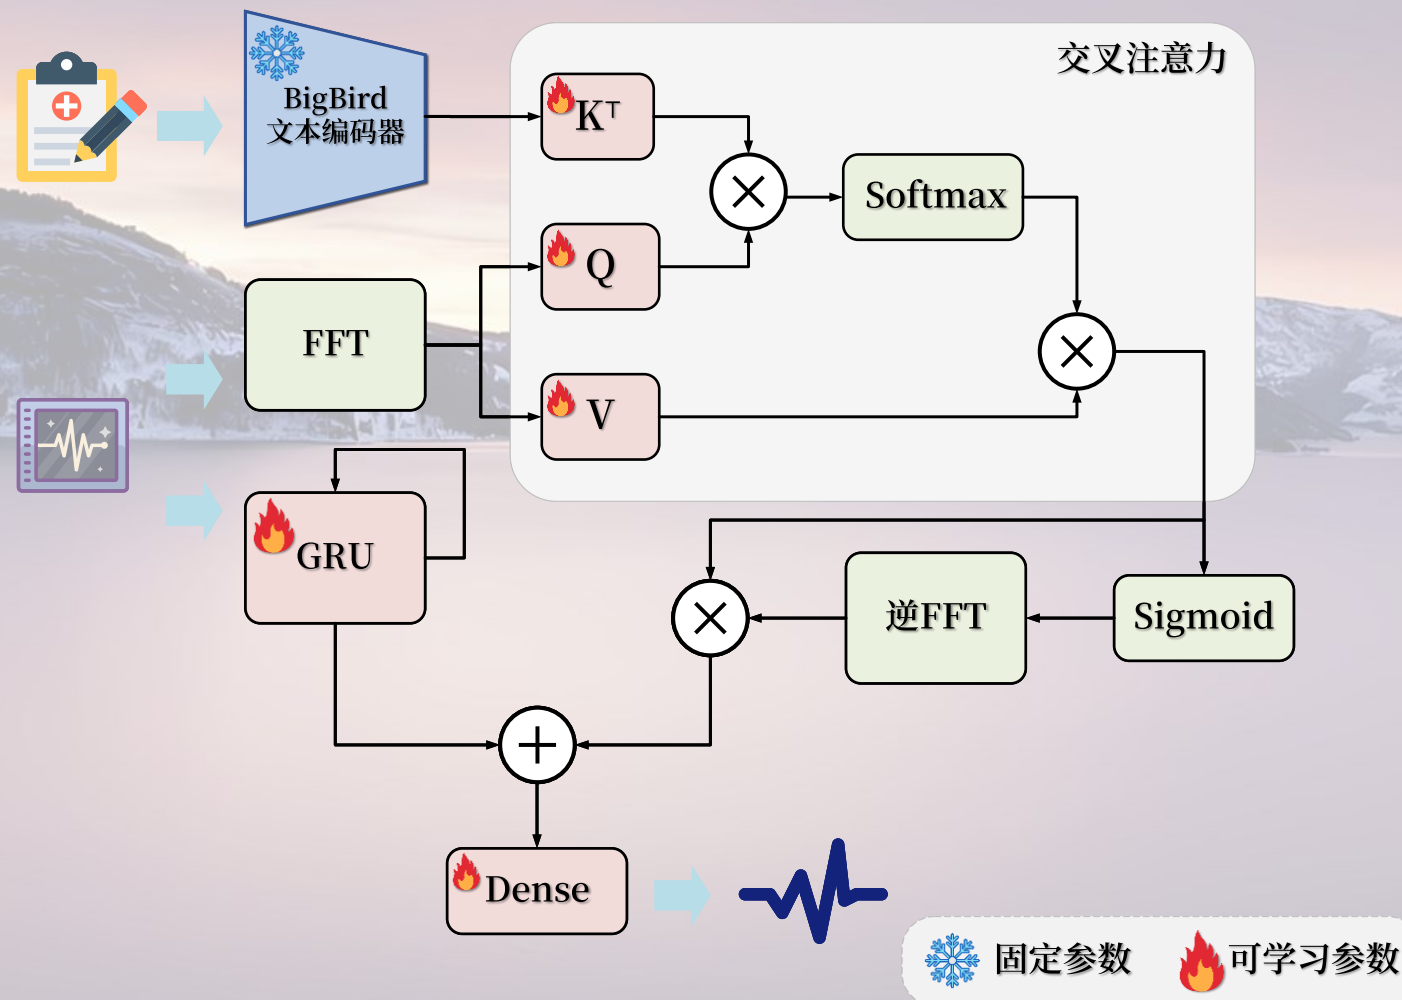 交叉注意力
BigBird
文本编码器
K⊤
Softmax
Q
FFT
V
GRU
逆FFT
Sigmoid
Dense
固定参数
可学习参数